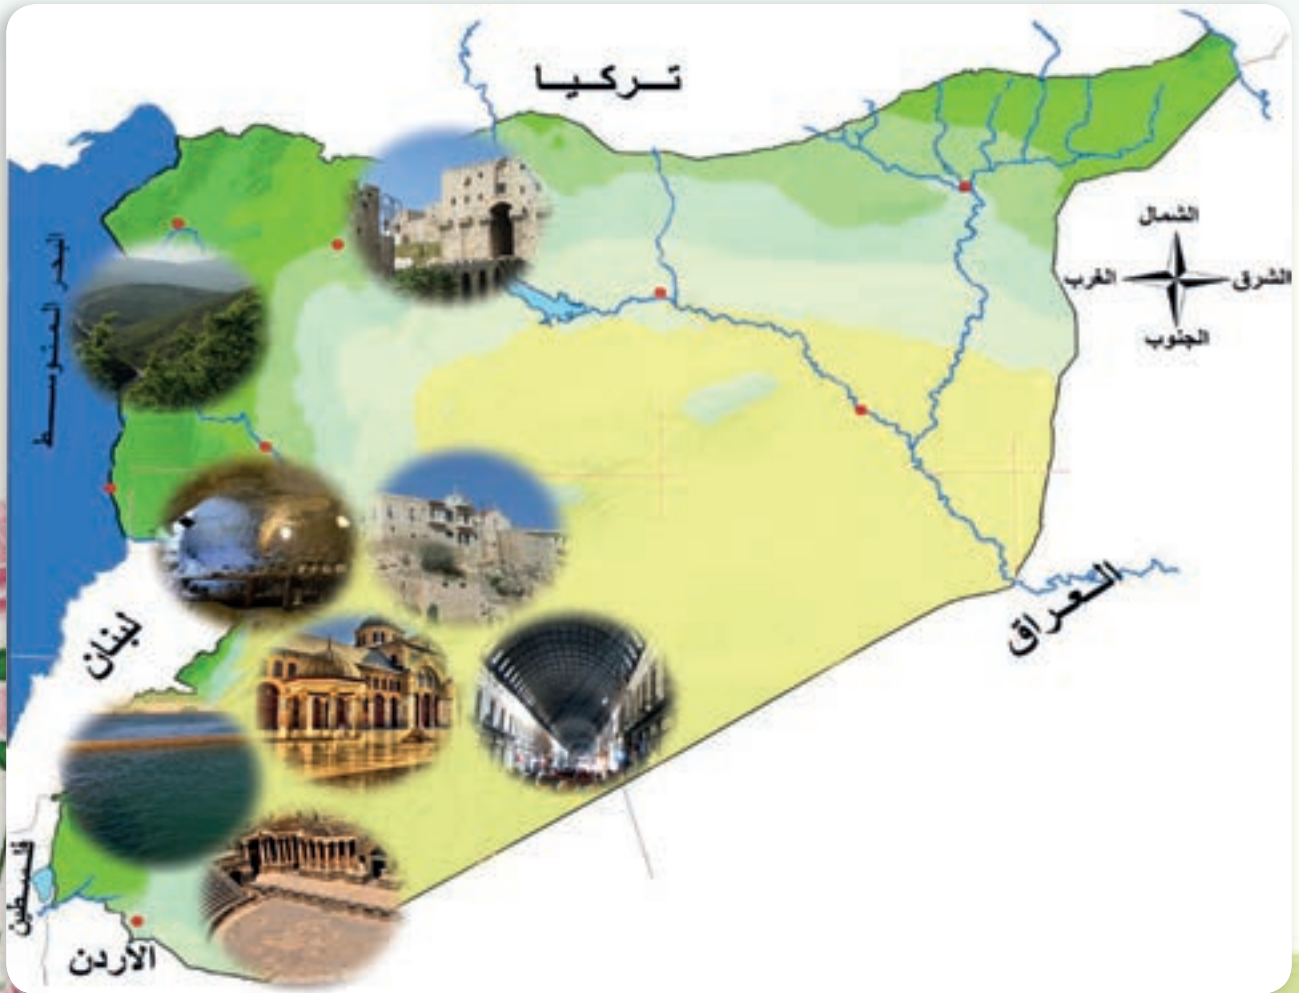 تركيا
الشمال
الشرق
الغرب
الجنوب
البحر المتوسط
العراق
لبنان
فلسطين
الأردن